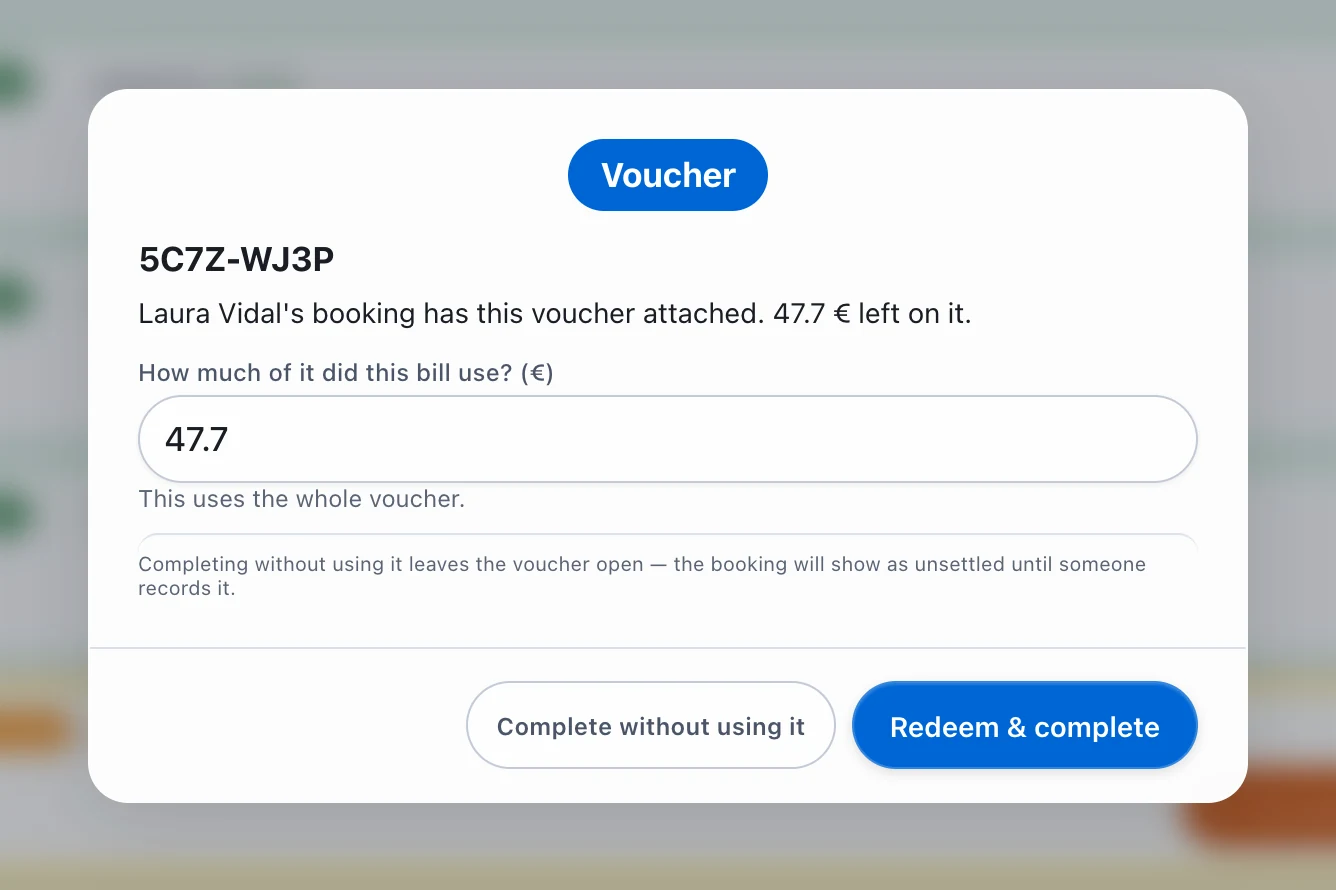 Voucher
5C7Z-WJ3P
Laura Vidal's booking has this voucher attached. 47.7 € left on it.
How much of it did this bill use? (€)
47.7
This uses the whole voucher.
Completing without using it leaves the voucher open — the booking will show as unsettled until someone
records it.
Complete without using it
Redeem & complete